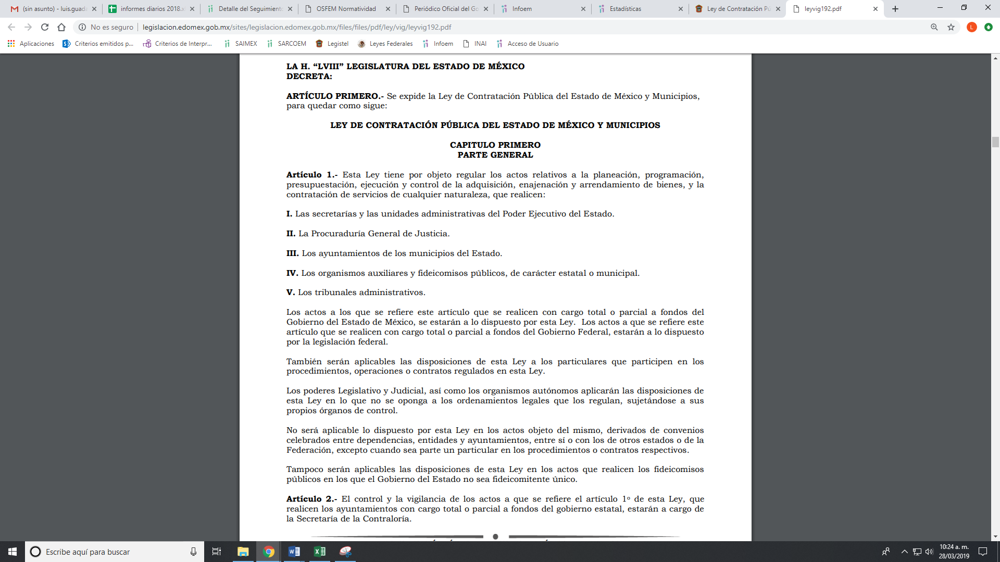 (sin asunto) - luis.guada
informes diarios 2018.x
Detalle del Seguimiento
OSFEM Normatividad
Periódico Oficial del Go
Infoem
Estadísticas
Ley de Contratación Pú
leyvig192.pdf
No es seguro
legislacion.edomex.gob.mx/sites/legislacion.edomex.gob.mx/files/files/pdf/ley/vig/leyvig192.pdf
L
Aplicaciones
Criterios emitidos p...
Criterios de Interpr...
SAIMEX
SARCOEM
Legistel
Leyes Federales
Infoem
INAI
Acceso de Usuario
LA H. “LVIII” LEGISLATURA DEL ESTADO DE MÉXICO
DECRETA:
ARTÍCULO PRIMERO.- Se expide la Ley de Contratación Pública del Estado de México y Municipios,
para quedar como sigue:
LEY DE CONTRATACIÓN PÚBLICA DEL ESTADO DE MÉXICO Y MUNICIPIOS
CAPITULO PRIMERO
PARTE GENERAL
Artículo 1.- Esta Ley tiene por objeto regular los actos relativos a la planeación, programación,
presupuestación, ejecución y control de la adquisición, enajenación y arrendamiento de bienes, y la
contratación de servicios de cualquier naturaleza, que realicen:
I. Las secretarías y las unidades administrativas del Poder Ejecutivo del Estado.
II. La Procuraduría General de Justicia.
III. Los ayuntamientos de los municipios del Estado.
IV. Los organismos auxiliares y fideicomisos públicos, de carácter estatal o municipal.
V. Los tribunales administrativos.
Los actos a los que se refiere este artículo que se realicen con cargo total o parcial a fondos del
Gobierno del Estado de México, se estarán a lo dispuesto por esta Ley. Los actos a que se refiere este
artículo que se realicen con cargo total o parcial a fondos del Gobierno Federal, estarán a lo dispuesto
por la legislación federal.
También serán aplicables las disposiciones de esta Ley a los particulares que participen en los
procedimientos, operaciones o contratos regulados en esta Ley.
Los poderes Legislativo y Judicial, así como los organismos autónomos aplicarán las disposiciones de
esta Ley en lo que no se oponga a los ordenamientos legales que los regulan, sujetándose a sus
propios órganos de control.
No será aplicable lo dispuesto por esta Ley en los actos objeto del mismo, derivados de convenios
celebrados entre dependencias, entidades y ayuntamientos, entre sí o con los de otros estados o de la
Federación, excepto cuando sea parte un particular en los procedimientos o contratos respectivos.
Tampoco serán aplicables las disposiciones de esta Ley en los actos que realicen los fideicomisos
públicos en los que el Gobierno del Estado no sea fideicomitente único.
Artículo 2.- El control y la vigilancia de los actos a que se refiere el artículo 1º de esta Ley, que
realicen los ayuntamientos con cargo total o parcial a fondos del gobierno estatal, estarán a cargo de
la Secretaría de la Contraloría.
Escribe aquí para buscar
10:24 a. m.
28/03/2019